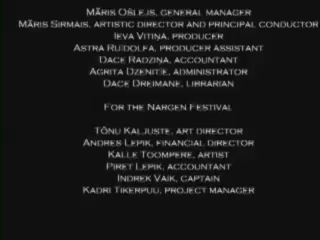 Māris Ošlejs, general manager
Māris Sirmais, artistic director and principal conductor
Ieva Vītiņa, producer
Astra Rudolfa, producer assistant
Dace Radziņa, accountant
Agrita Dzenītē, administrator
Dace Dreimane, librarian
For the Nargen Festival
Tõnu Kaljuste, art director
Andres Lepik, financial director
Kalle Toompere, artist
Piret Lepik, accountant
Indrek Vaik, captain
Kadri Tikerpuu, project manager